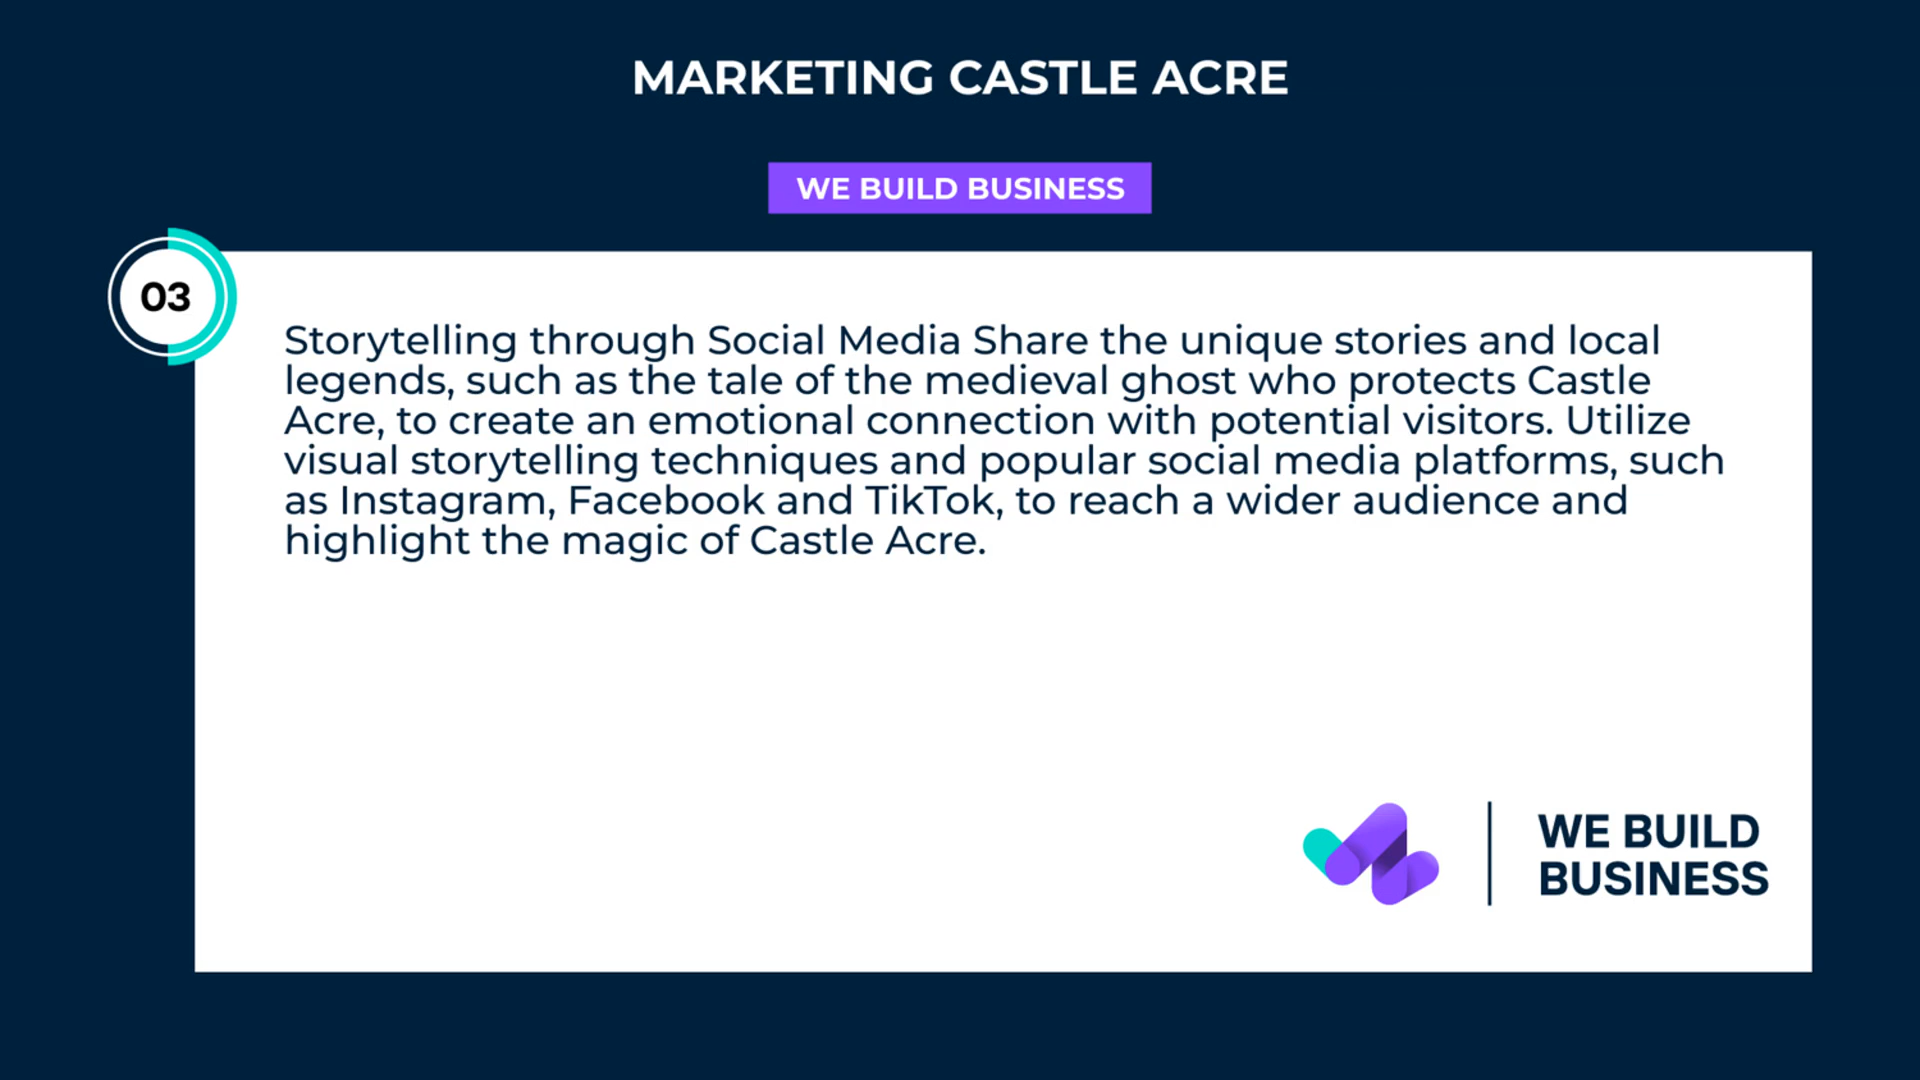 MARKETING CASTLE ACRE
WE BUILD BUSINESS
03
Storytelling through Social Media Share the unique stories and local
legends, such as the tale of the medieval ghost who protects Castle
Acre, to create an emotional connection with potential visitors. Utilize
visual storytelling techniques and popular social media platforms, such
as Instagram, Facebook and TikTok, to reach a wider audience and
highlight the magic of Castle Acre.
WE BUILD
BUSINESS